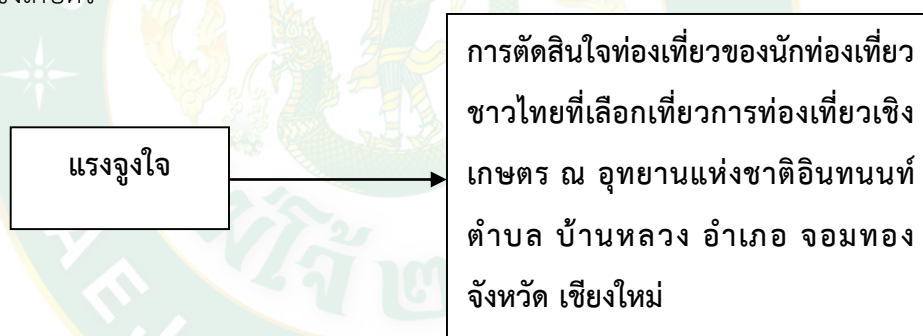 การตัดสินใจท่องเที่ยวของนักท่องเที่ยว
ชาวไทยที่เลือกเที่ยวการท่องเที่ยวเชิง
แรงจูงใจ
เกษตร ณ อุทยานแห่งชาติอินทนนท์
ตำบล บ้านหลวง อำเภอ จอมทอง
จังหวัด เชียงใหม่